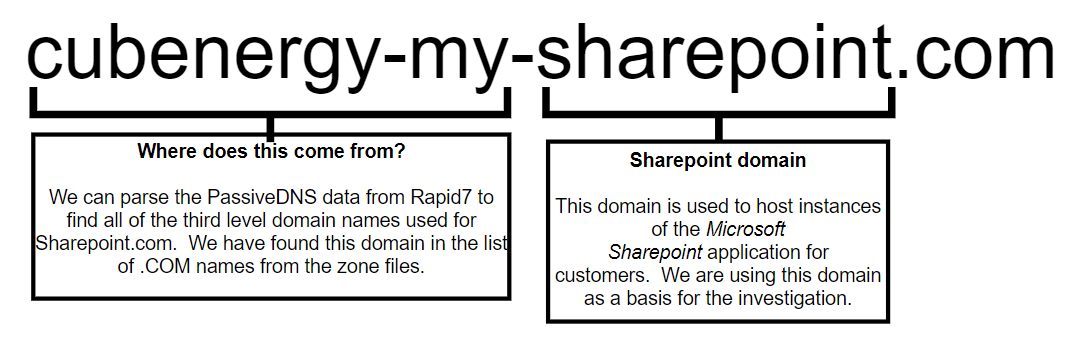 cubenergy-my-sharepoint.com
Where does this come from?
We can parse the PassiveDNS data from Rapid7 to
find all of the third level domain names used for
Sharepoint.com. We have found this domain in the list
of .COM names from the zone files.
Sharepoint domain
This domain is used to host instances
of the Microsoft
Sharepoint application for
customers. We are using this domain
as a basis for the investigation.